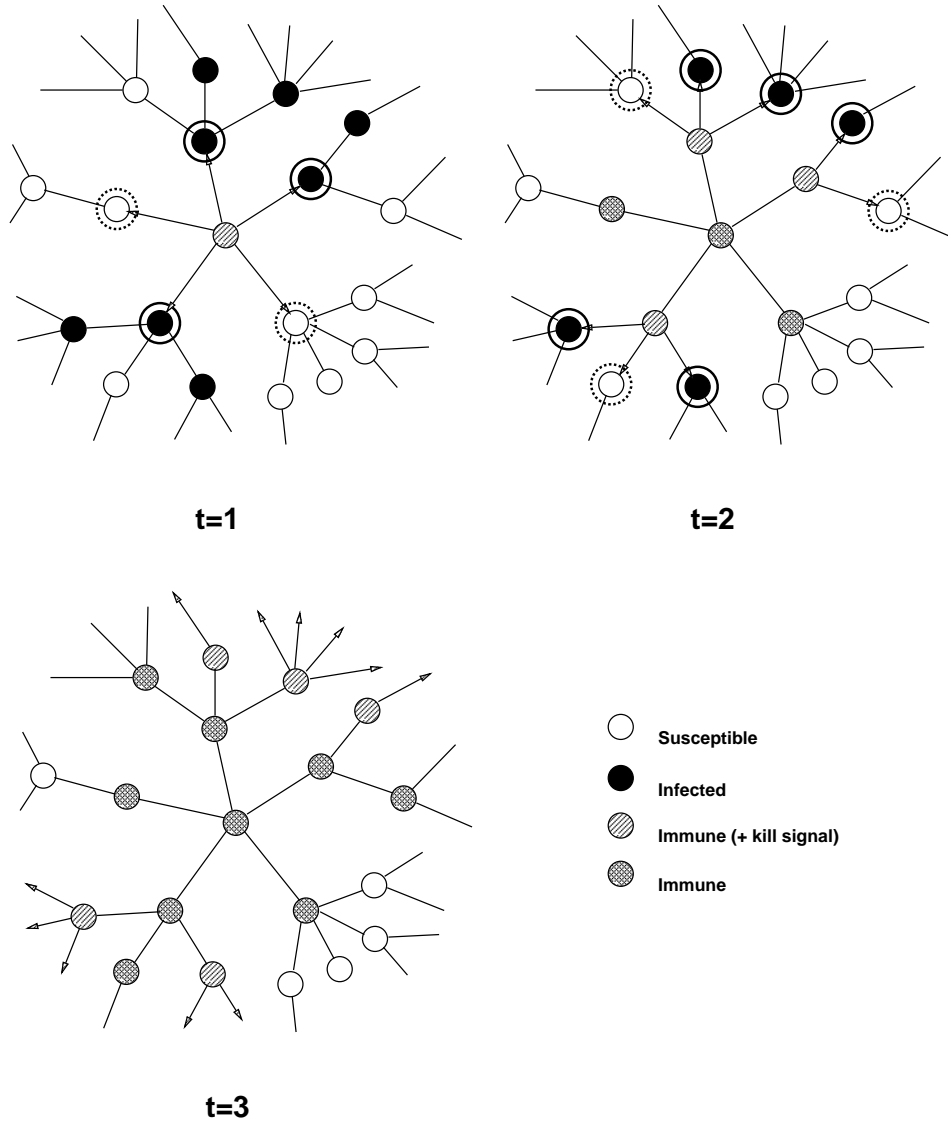 t=1
t=2
t=3
Susceptible
Infected
Immune (+ kill signal)
Immune